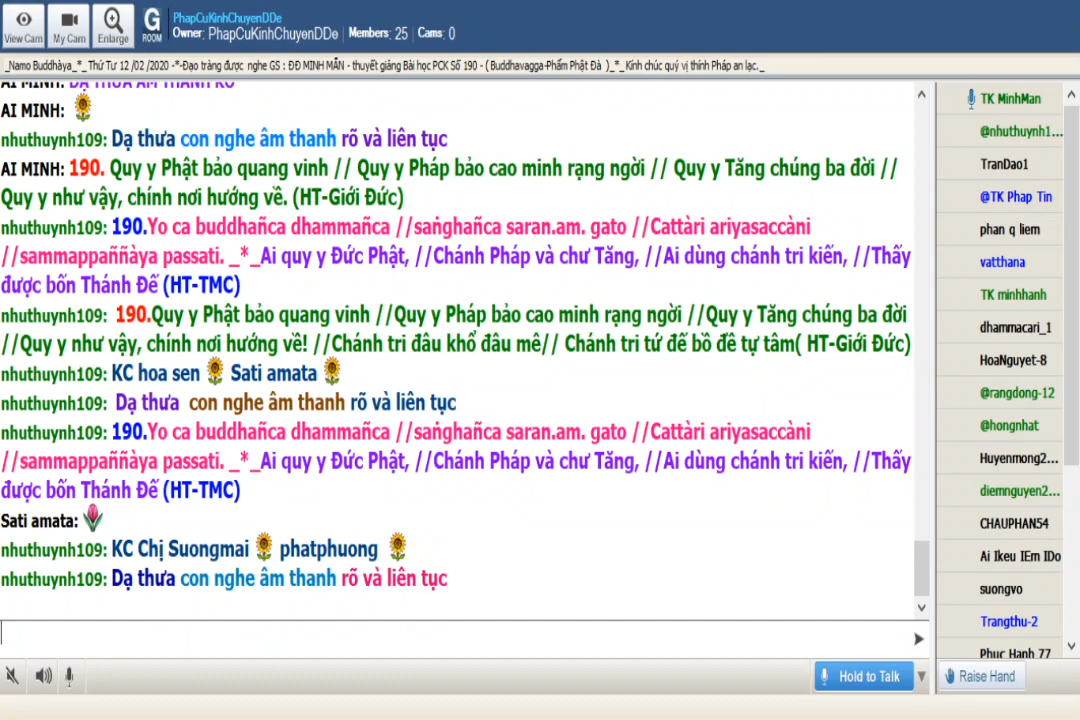 PhapCuKinhChuyenDDe
View Cam My Cam Enlarge G ROOM Owner: PhapCuKinhChuyenDDe Members: 25 Cams: 0
_Namo Buddhàya_*_ Thứ Tư 12 /02 /2020 -*-Đạo tràng được nghe GS : ĐĐ MINH MẪN - thuyết giảng Bài học PCK Số 190 - ( Buddhavagga-Phẩm Phật Đà )_*_Kính chúc quý vị thính Pháp an lạc._
AI MINH: DẠ THƯA ÂM THANH RÕ
AI MINH:
nhuthuynh109: Dạ thưa con nghe âm thanh rõ và liên tục
AI MINH: 190. Quy y Phật bảo quang vinh // Quy y Pháp bảo cao minh rạng ngời // Quy y Tăng chúng ba đời //
Quy y như vậy, chính nơi hướng về. (HT-Giới Đức)
nhuthuynh109: 190.Yo ca buddhañca dhammañca //saṅghañca saran.am. gato //Cattàri ariyasaccàni
//sammappaññàya passati. _*_Ai quy y Đức Phật, //Chánh Pháp và chư Tăng, //Ai dùng chánh tri kiến, //Thấy
được bốn Thánh Đế (HT-TMC)
nhuthuynh109: 190.Quy y Phật bảo quang vinh //Quy y Pháp bảo cao minh rạng ngời //Quy y Tăng chúng ba đời
//Quy y như vậy, chính nơi hướng về! //Chánh tri đâu khổ đâu mê// Chánh tri tứ đế bồ đề tự tâm( HT-Giới Đức)
nhuthuynh109: KC hoa sen Sati amata
nhuthuynh109: Dạ thưa con nghe âm thanh rõ và liên tục
nhuthuynh109: 190.Yo ca buddhañca dhammañca //saṅghañca saran.am. gato //Cattàri ariyasaccàni
//sammappaññàya passati. _*_Ai quy y Đức Phật, //Chánh Pháp và chư Tăng, //Ai dùng chánh tri kiến, //Thấy
được bốn Thánh Đế (HT-TMC)
Sati amata:
nhuthuynh109: KC Chị Suongmai phatphuong
nhuthuynh109: Dạ thưa con nghe âm thanh rõ và liên tục
Hold to Talk
TK MinhMan
@nhuthuynh1...
TranDao1
@TK Phap Tin
phan q liem
vatthana
TK minhhanh
dhammacari_1
HoaNguyet-8
@rangdong-12
@hongnhat
Huyenmong2...
diemnguyen2...
CHAUPHAN54
Ai Ikeu IEm IDo
suongvo
Trangthu-2
Phuc Hanh 77
Raise Hand